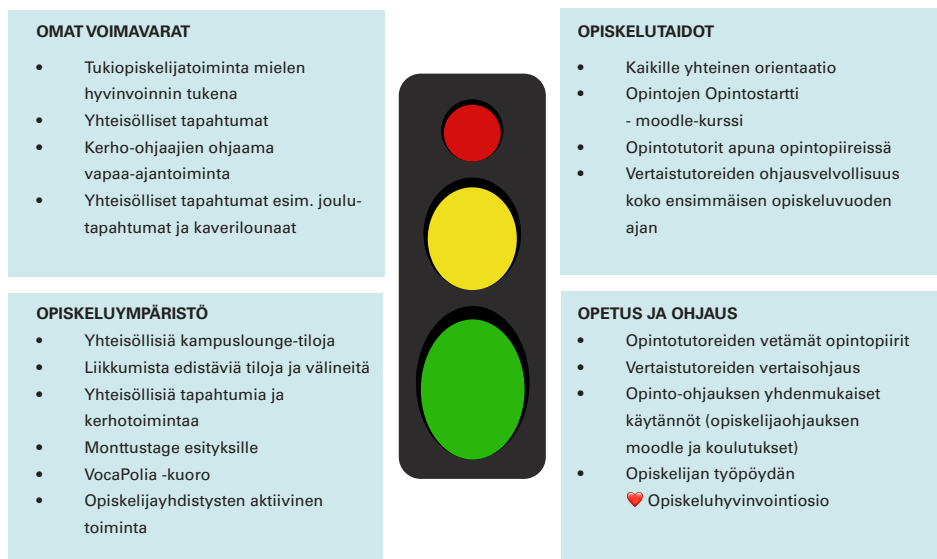 OMAT VOIMAVARAT
• Tukiopiskelijatoiminta mielen
hyvinvoinnin tukena
• Yhteisölliset tapahtumat
• Kerho-ohjaajien ohjaama
vapaa-ajantoiminta
• Yhteisölliset tapahtumat esim. joulu-
tapahtumat ja kaverilounaat
OPISKELUTAIDOT
• Kaikille yhteinen orientaatio
• Opintojen Opintostartti
- moodle-kurssi
• Opintotutorit apuna opintopiireissä
• Vertaistutoreiden ohjausvelvollisuus
koko ensimmäisen opiskeluvuoden
ajan
OPISKELUYMPÄRISTÖ
• Yhteisöllisiä kampuslounge-tiloja
• Liikkumista edistäviä tiloja ja välineitä
• Yhteisöllisiä tapahtumia ja
kerhotoimintaa
• Monttustage esityksille
• VocaPolia -kuoro
• Opiskelijayhdistysten aktiivinen
toiminta
OPETUS JA OHJAUS
• Opintotutoreiden vetämät opintopiirit
• Vertaistutoreiden vertaisohjaus
• Opinto-ohjauksen yhdenmukaiset
käytännöt (opiskelijaohjauksen
moodle ja koulutukset)
• Opiskelijan työpöydän
❤️ Opiskeluhyvinvointiosio